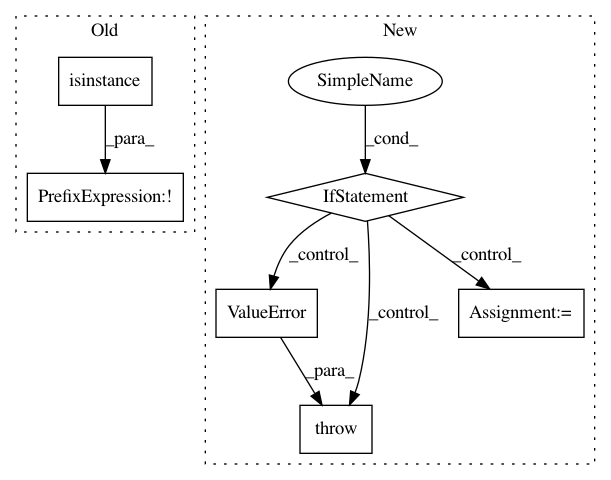 Old
New
isinstance
SimpleName
_para_
_cond_
PrefixExpression:!
IfStatement
_control_
_control_
ValueError
_control_
Assignment:=
_para_
throw